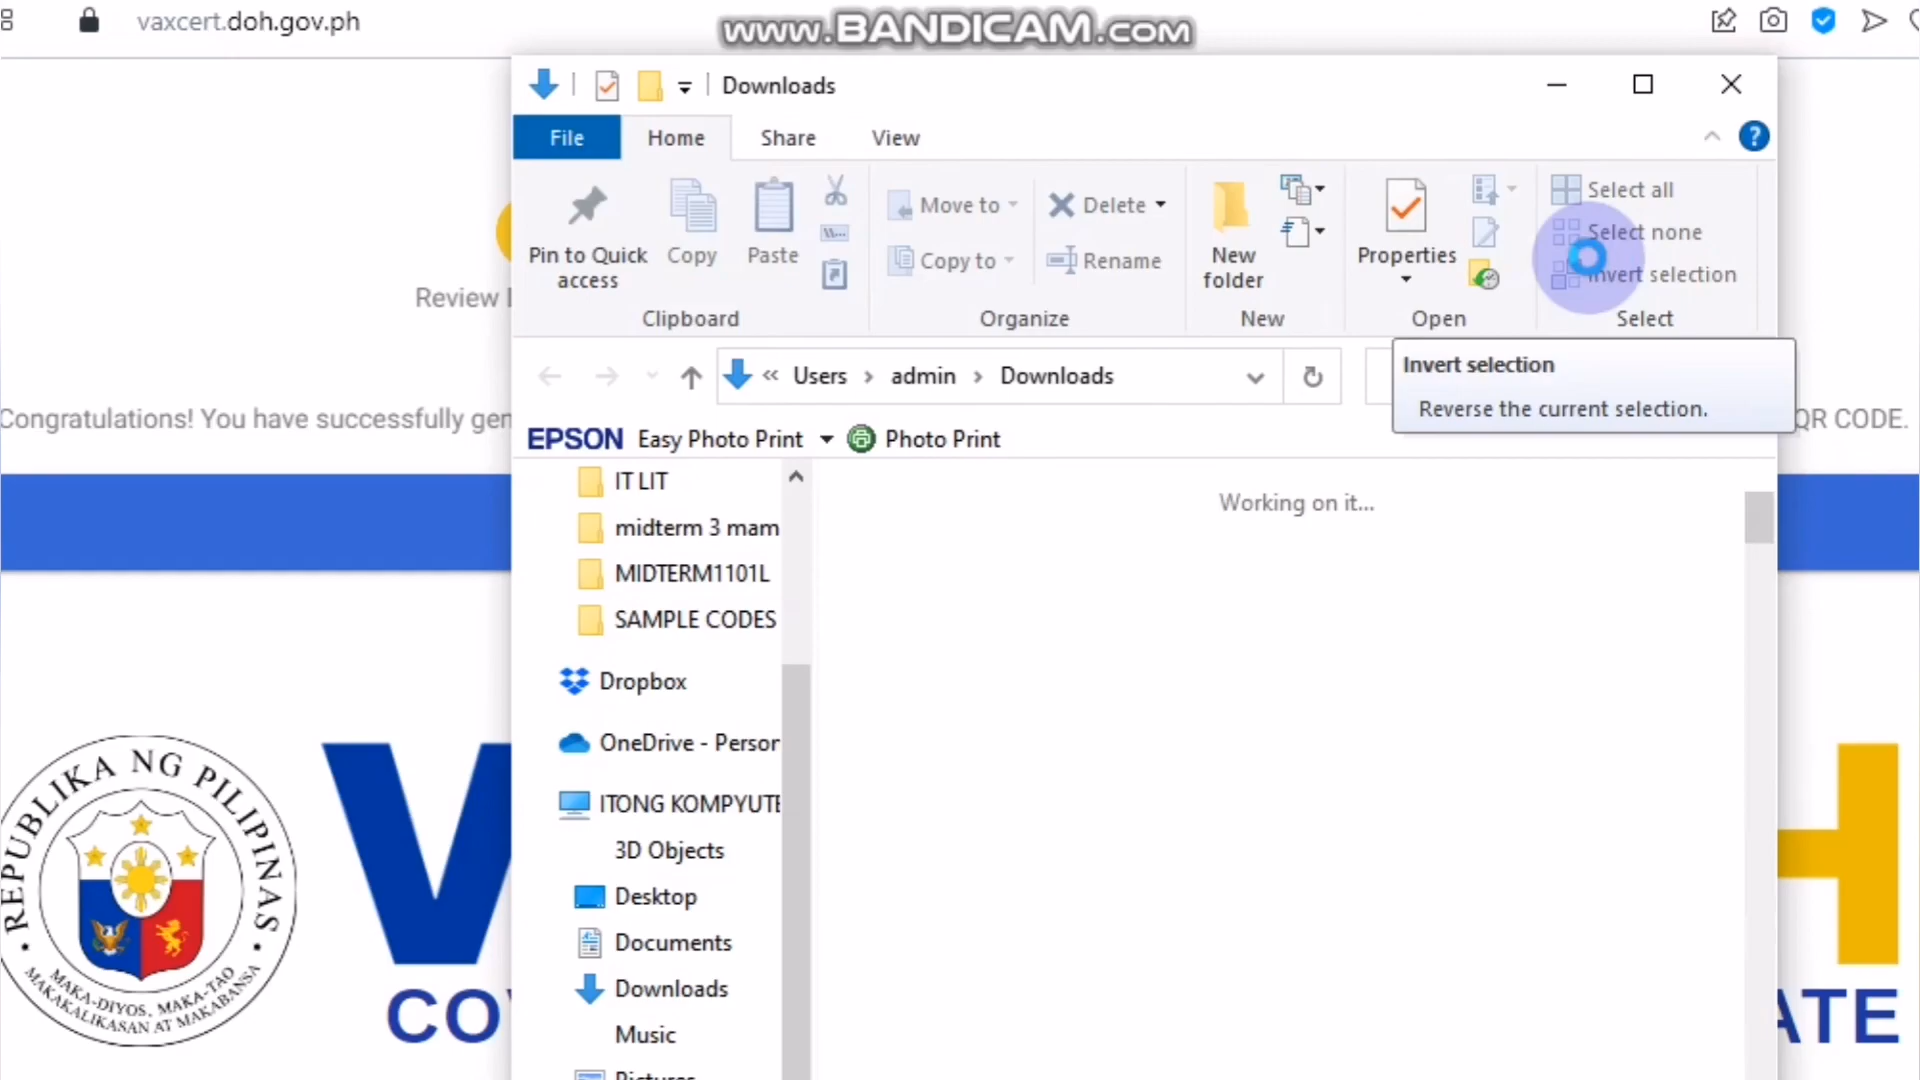 vaxcert.doh.gov.ph
www.BANDICAM.com
Downloads
File
Home
Share
View
Pin to Quick
access
Copy
Paste
Move to
Copy to
Delete
Rename
New
folder
Properties
Select all
Select none
Invert selection
Clipboard
Organize
New
Open
Select
Review
Users
admin
Downloads
Invert selection
Reverse the current selection.
Congratulations! You have successfully gen
QR CODE.
EPSON
Easy Photo Print
Photo Print
IT LIT
midterm 3 mam
MIDTERM1101L
SAMPLE CODES
Working on it...
Dropbox
OneDrive - Person
ITONG KOMPYUTE
3D Objects
Desktop
Documents
Downloads
Music
Pictures
REPUBLIKA NG PILIPINAS
MAKA-DIYOS, MAKA-TAO
MAKAKALIKASAN AT MAKABANSA
V
H
COV
ATE